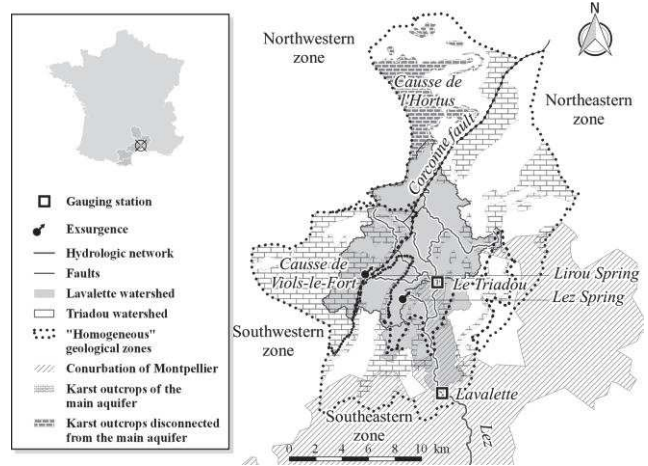 Gauging station
Exsurgence
Hydrologic network
Faults
Lavalette watershed
Triadou watershed
"Homogeneous"
geological zones
Conurbation of Montpellier
Karst outcrops of the
main aquifer
Karst outcrops disconnected
from the main aquifer
N
Northwestern
zone
Causse de
l'Hortus
Northeastern
zone
Corconne fault
Causse de
Viols-le-Fort
Le Triadou
Lirou Spring
Lez Spring
Southwestern
zone
Lavalette
Southeastern
zone
Lez
0 2 4 6 8 10 km